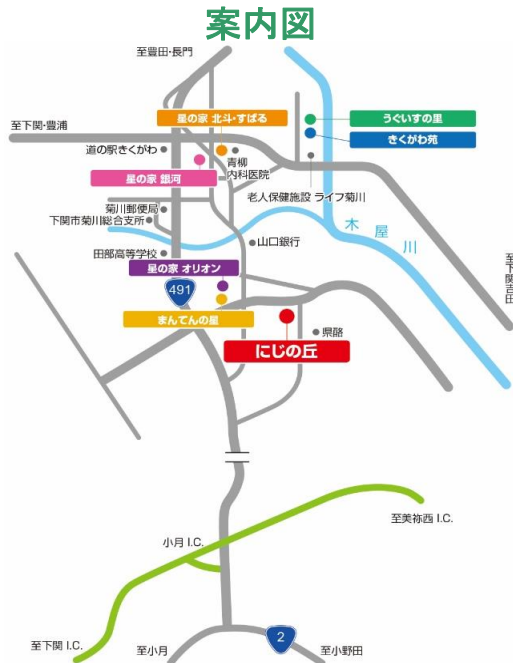 案内図
至豊田・長門
星の家 北斗・すばる
うぐいすの里
至下関・豊浦
きくがわ苑
道の駅きくがわ
青柳
内科医院
星の家 銀河
老人保健施設 ライフ菊川
菊川郵便局
下関市菊川総合支所
木屋川
山口銀行
田部高等学校
至下関吉田
星の家 オリオン
491
まんてんの星
県酪
にじの丘
至美祢西 I.C.
小月 I.C.
2
至下関 I.C.
至小月
至小野田